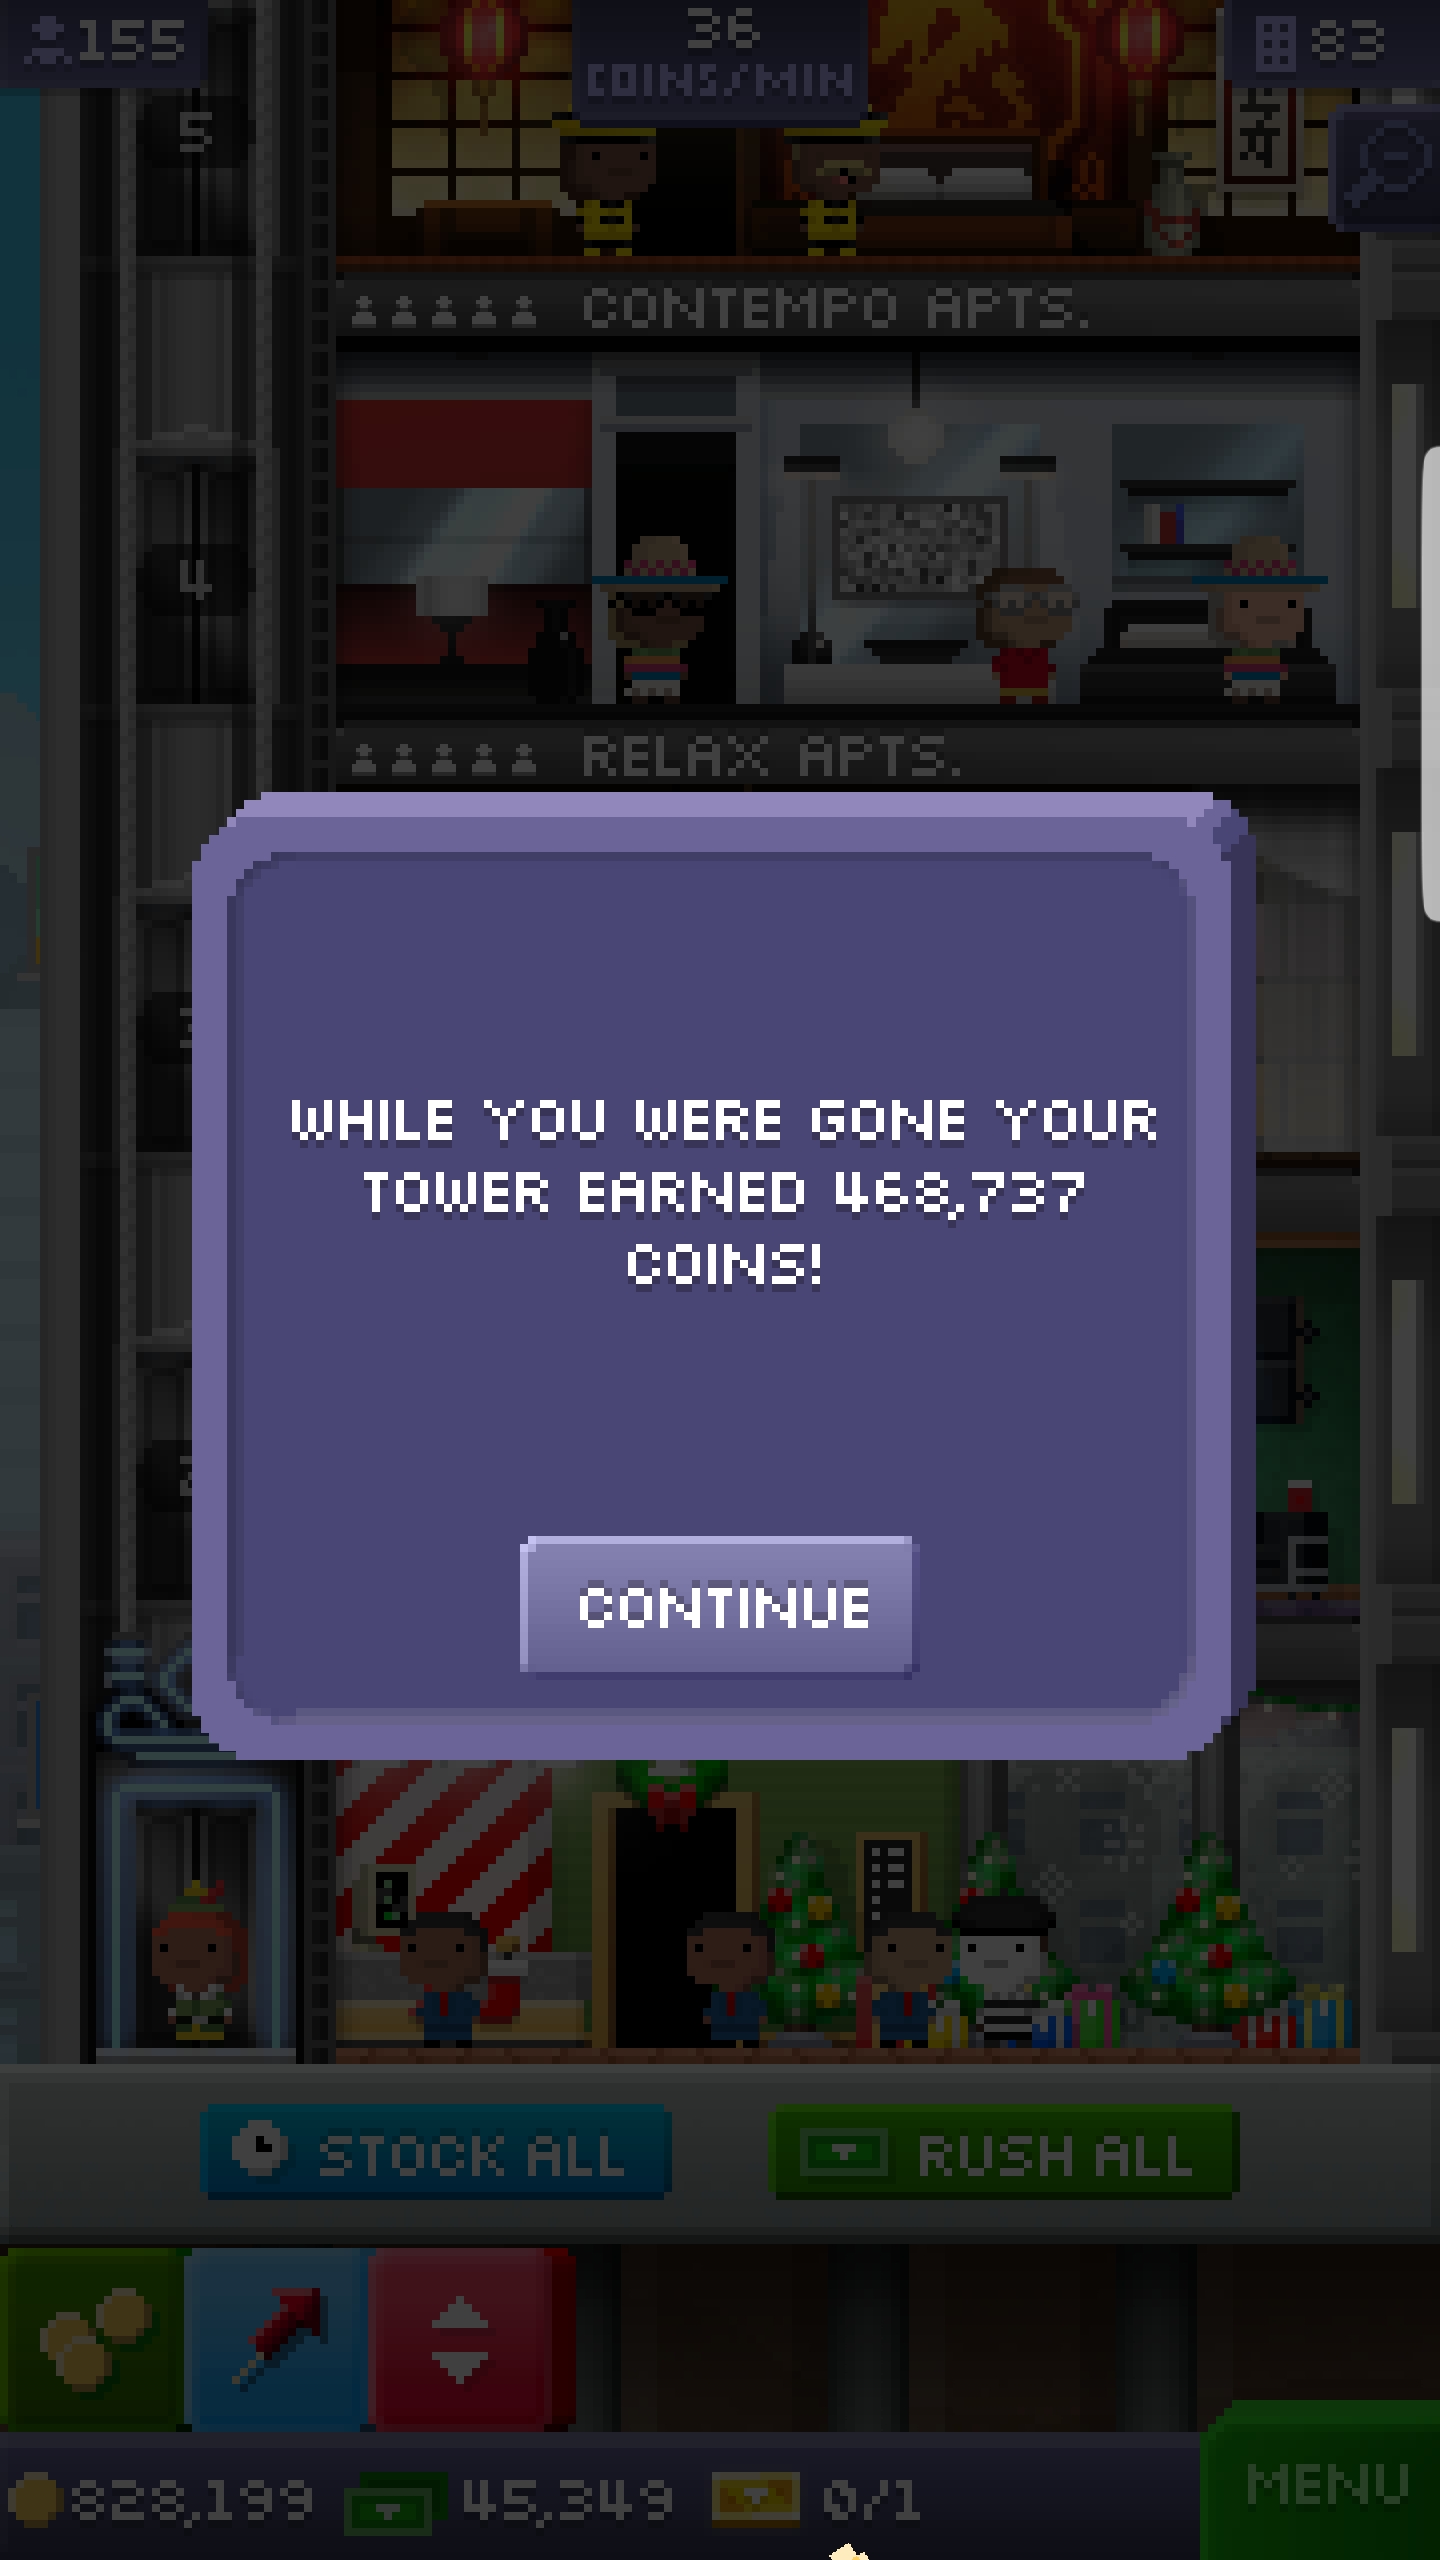 155
36
COINS/MIN
83
5
CONTEMPO APTS.
4
RELAX APTS.
WHILE YOU WERE GONE YOUR
TOWER EARNED 468,737
COINS!
CONTINUE
STOCK ALL
RUSH ALL
828,199
45,349
0/1
MENU